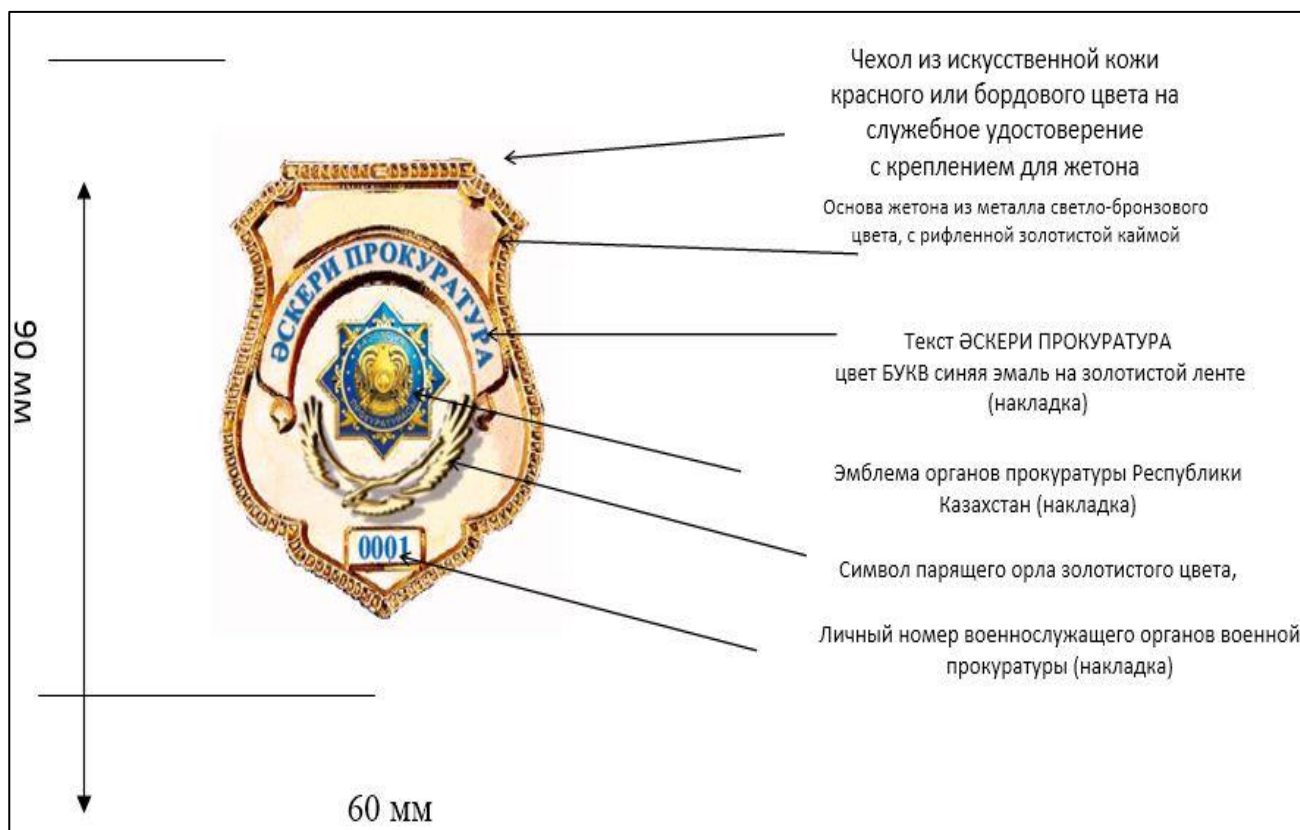 Чехол из искусственной кожи
красного или бордового цвета на
служебное удостоверение
с креплением для жетона
Основа жетона из металла светло-бронзового
цвета, с рифленной золотистой каймой
ӘСКЕРИ ПРОКУРАТУРА
Текст ӘСКЕРИ ПРОКУРАТУРА
цвет БУКВ синяя эмаль на золотистой ленте
(накладка)
90 мм
Эмблема органов прокуратуры Республики
Казахстан (накладка)
0001
Символ парящего орла золотистого цвета,
Личный номер военнослужащего органов военной
прокуратуры (накладка)
60 мм